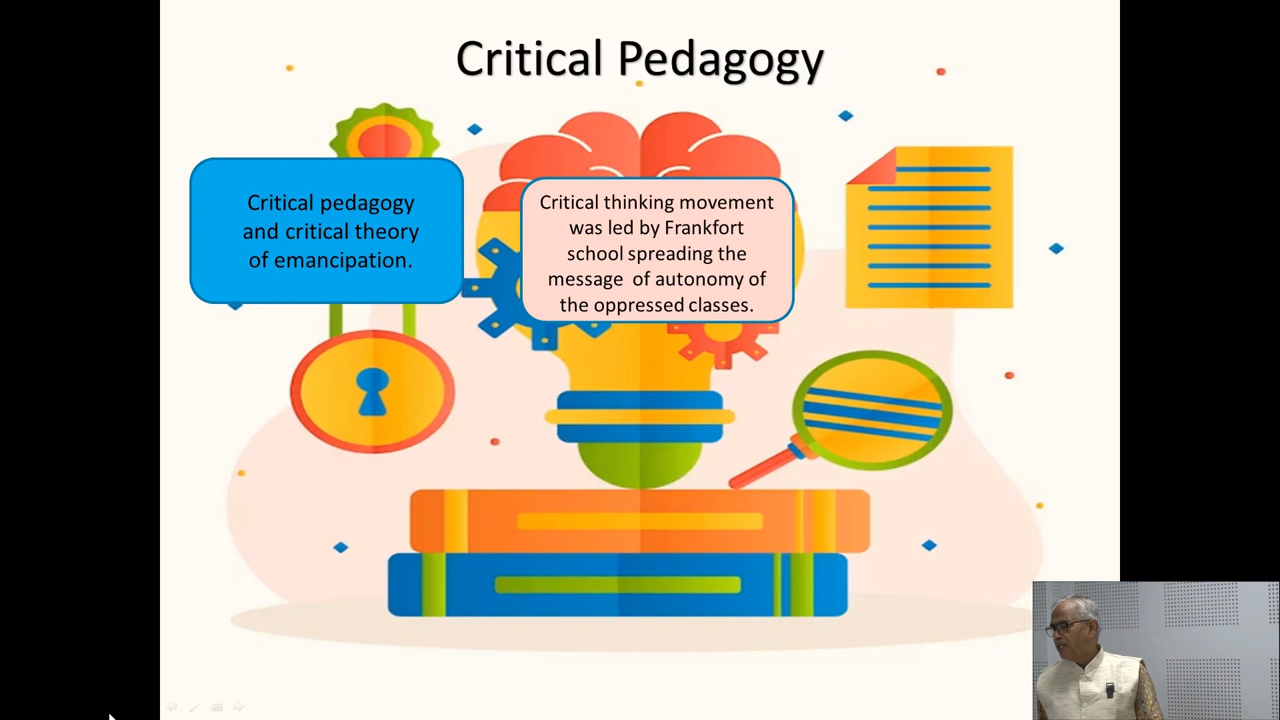 Critical Pedagogy
Critical pedagogy
and critical theory
of emancipation.
Critical thinking movement
was led by Frankfort
school spreading the
message of autonomy of
the oppressed classes.